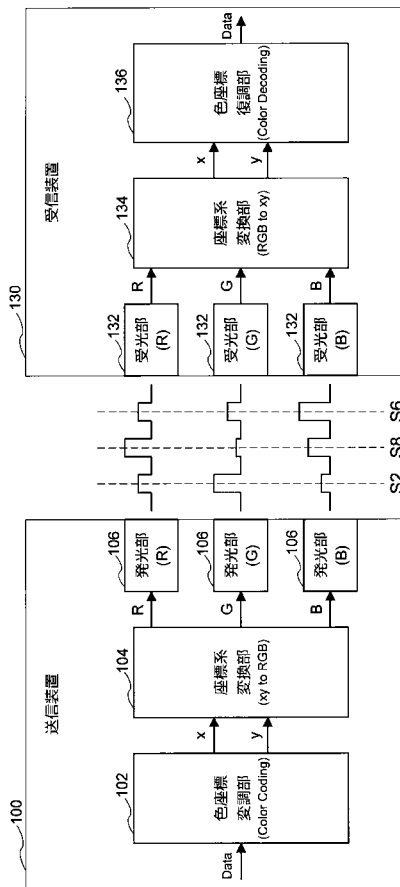 100
送信装置
Data
102
色座標
変調部
(Color Coding)
x
y
104
座標系
変換部
(xy to RGB)
R
G
B
106
発光部
(R)
106
発光部
(G)
106
発光部
(B)
S2
S8
S6
130
受信装置
132
受光部
(R)
132
受光部
(G)
132
受光部
(B)
R
G
B
134
座標系
変換部
(RGB to xy)
x
y
136
色座標
復調部
(Color Decoding)
Data